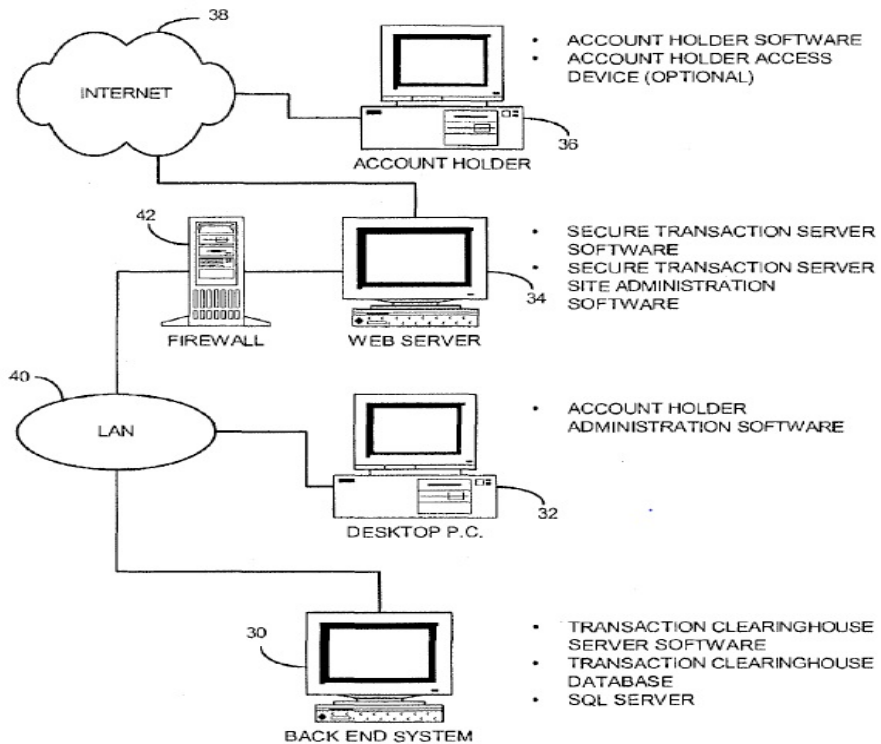 38
INTERNET
• ACCOUNT HOLDER SOFTWARE
• ACCOUNT HOLDER ACCESS
DEVICE (OPTIONAL)
36
ACCOUNT HOLDER
42
FIREWALL
34
WEB SERVER
• SECURE TRANSACTION SERVER
SOFTWARE
• SECURE TRANSACTION SERVER
SITE ADMINISTRATION
SOFTWARE
40
LAN
• ACCOUNT HOLDER
ADMINISTRATION SOFTWARE
32
DESKTOP P.C.
30
BACK END SYSTEM
• TRANSACTION CLEARINGHOUSE
SERVER SOFTWARE
• TRANSACTION CLEARINGHOUSE
DATABASE
• SQL SERVER